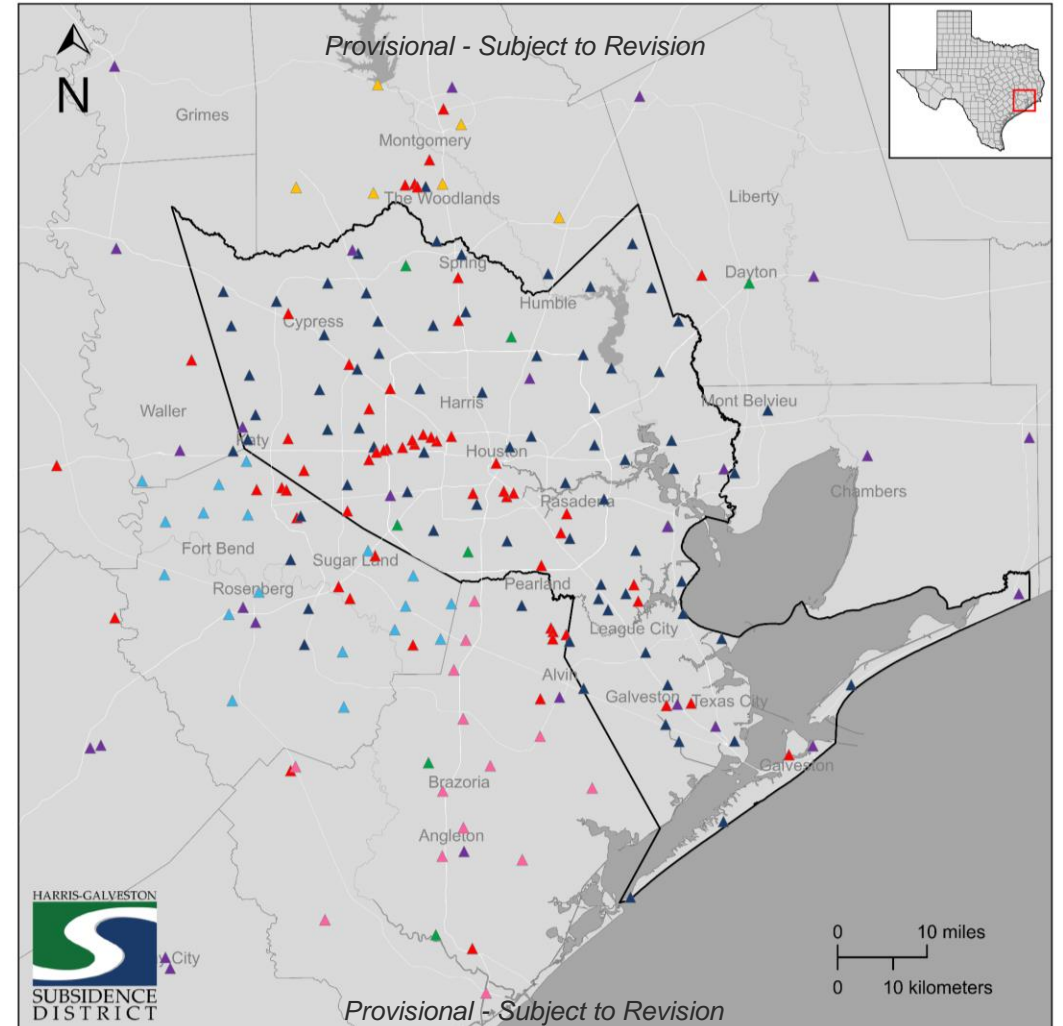 Provisional - Subject to Revision
N
Grimes
Montgomery
The Woodlands
Liberty
Spring
Dayton
Humble
Cypress
Harris
Mont Belvieu
Waller
Katy
Houston
Chambers
Pasadena
Fort Bend
Sugar Land
Rosenberg
Pearland
League City
Alvin
Galveston
Texas City
Galveston
Brazoria
Angleton
HARRIS-GALVESTON
SUBSIDENCE
DISTRICT
City
0 10 miles
0 10 kilometers
Provisional - Subject to Revision